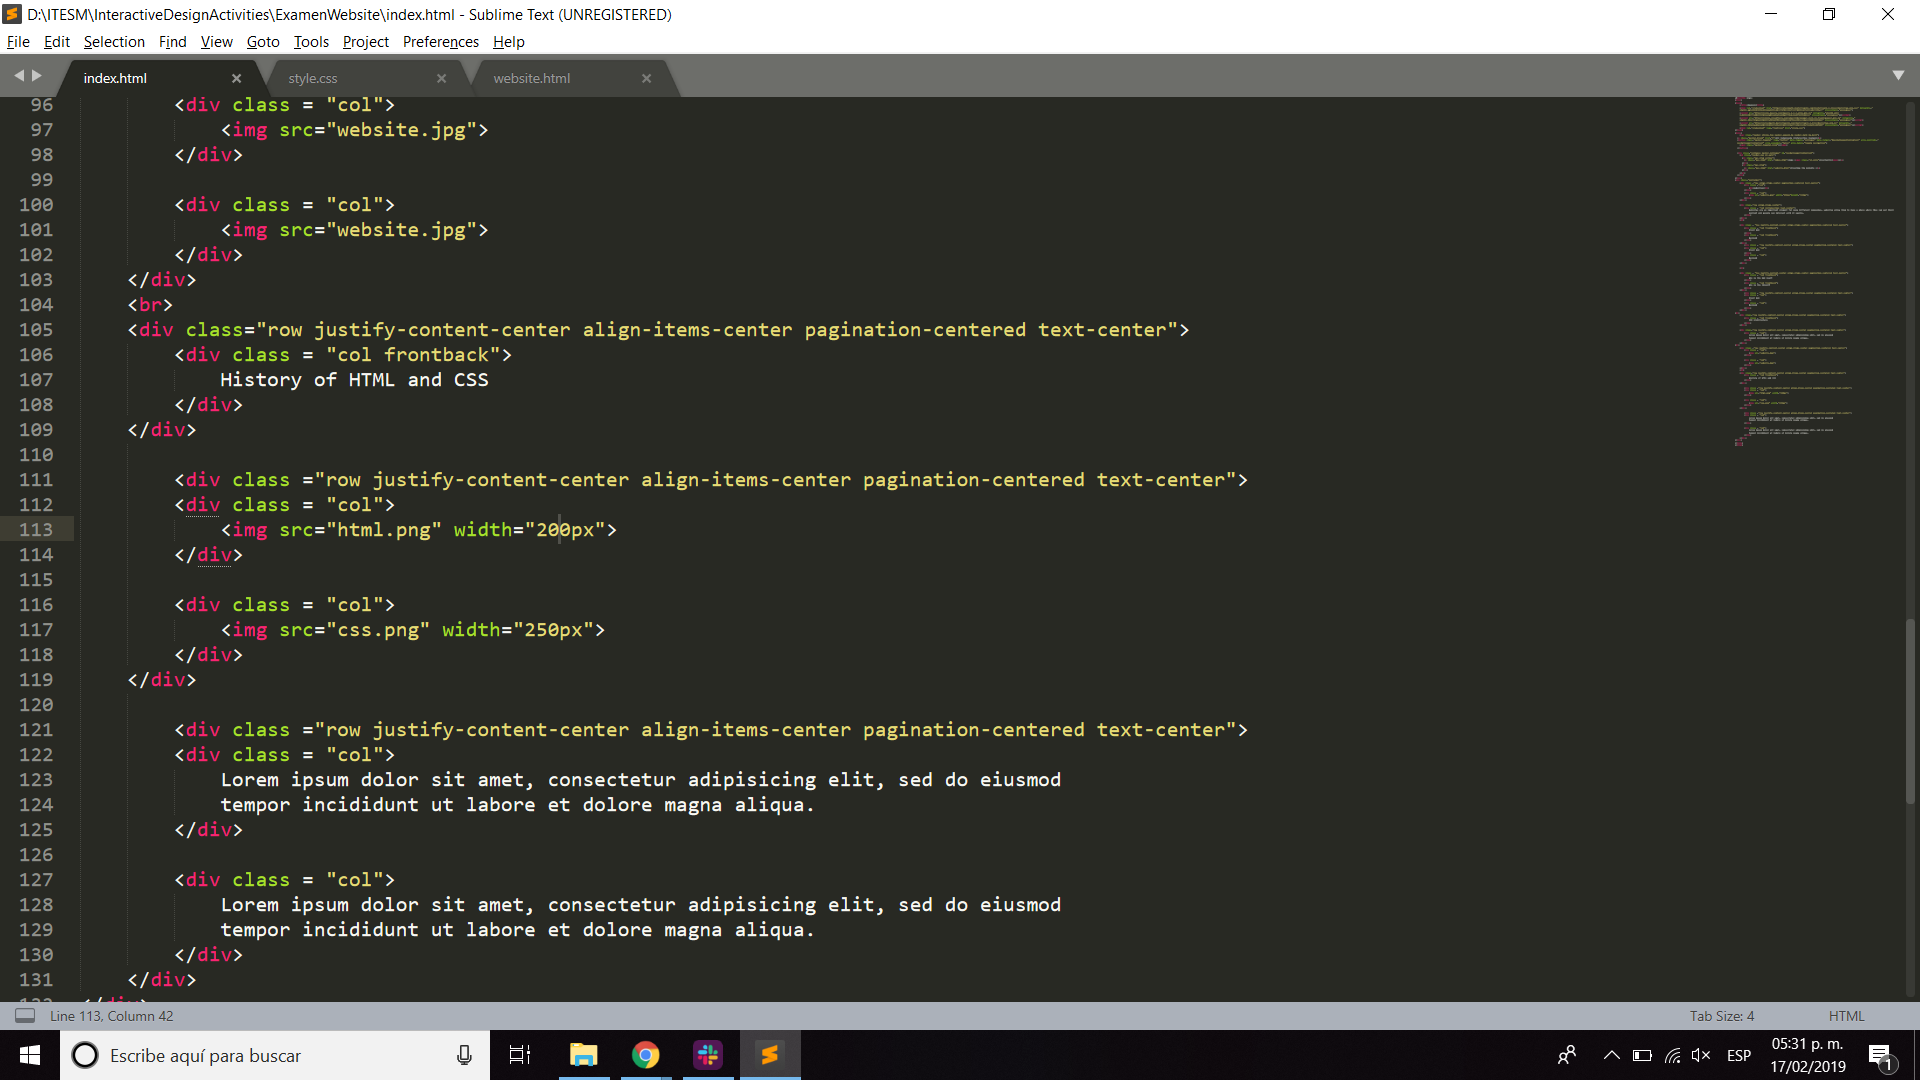 D:\ITESM\InteractiveDesignActivities\ExamenWebsite\index.html - Sublime Text (UNREGISTERED)
File Edit Selection Find View Goto Tools Project Preferences Help
index.html style.css website.html
96 <div class = "col">
97 <img src="website.jpg">
98 </div>
99
100 <div class = "col">
101 <img src="website.jpg">
102 </div>
103 </div>
104 <br>
105 <div class="row justify-content-center align-items-center pagination-centered text-center">
106 <div class = "col frontback">
107 History of HTML and CSS
108 </div>
109 </div>
110
111 <div class ="row justify-content-center align-items-center pagination-centered text-center">
112 <div class = "col">
113 <img src="html.png" width="200px">
114 </div>
115
116 <div class = "col">
117 <img src="css.png" width="250px">
118 </div>
119 </div>
120
121 <div class ="row justify-content-center align-items-center pagination-centered text-center">
122 <div class = "col">
123 Lorem ipsum dolor sit amet, consectetur adipisicing elit, sed do eiusmod
124 tempor incididunt ut labore et dolore magna aliqua.
125 </div>
126
127 <div class = "col">
128 Lorem ipsum dolor sit amet, consectetur adipisicing elit, sed do eiusmod
129 tempor incididunt ut labore et dolore magna aliqua.
130 </div>
131 </div>
Line 113, Column 42 Tab Size: 4 HTML
Escribe aquí para buscar ESP 05:31 p. m.
17/02/2019 1